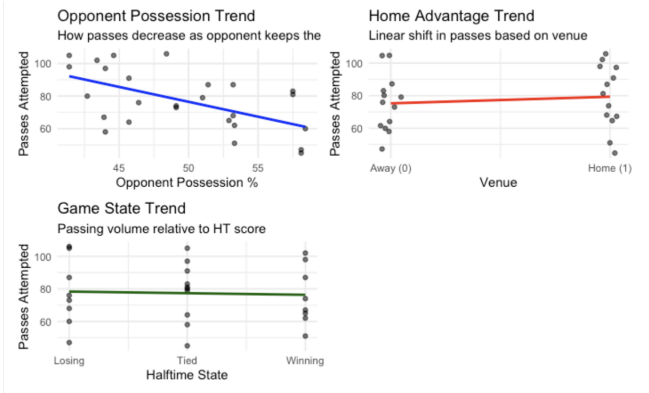 Opponent Possession Trend
How passes decrease as opponent keeps the
Passes Attempted
100
80
60
45
50
55
Opponent Possession %
Home Advantage Trend
Linear shift in passes based on venue
Passes Attempted
100
80
60
Away (0)
Home (1)
Venue
Game State Trend
Passing volume relative to HT score
Passes Attempted
100
80
60
Losing
Tied
Winning
Halftime State